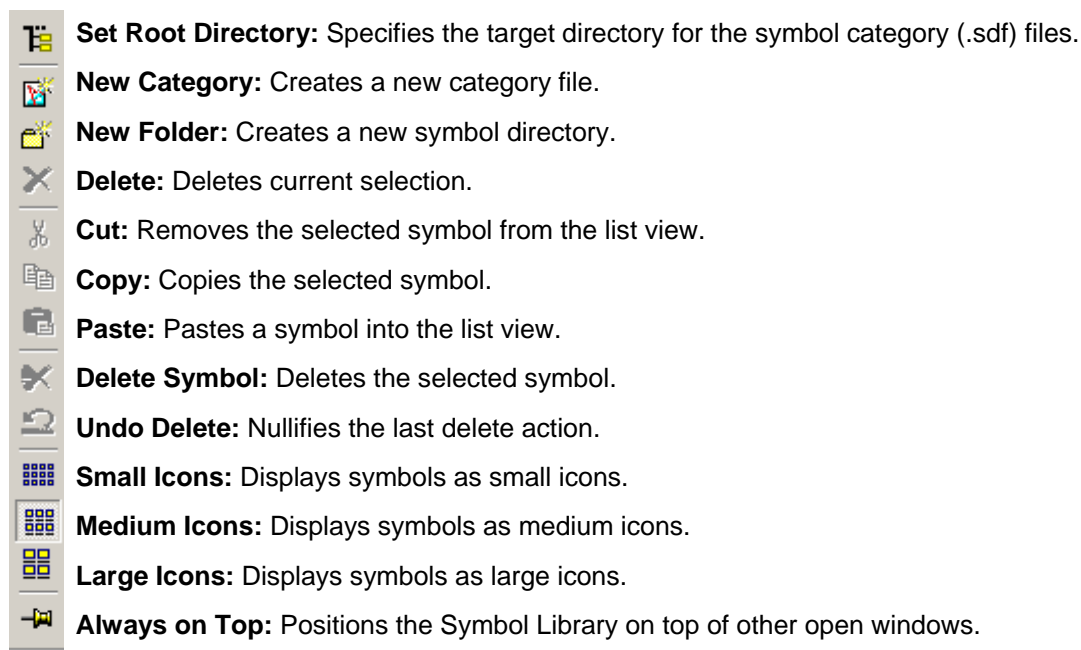 Set Root Directory: Specifies the target directory for the symbol category (.sdf) files.
New Category: Creates a new category file.
New Folder: Creates a new symbol directory.
Delete: Deletes current selection.
Cut: Removes the selected symbol from the list view.
Copy: Copies the selected symbol.
Paste: Pastes a symbol into the list view.
Delete Symbol: Deletes the selected symbol.
Undo Delete: Nullifies the last delete action.
Small Icons: Displays symbols as small icons.
Medium Icons: Displays symbols as medium icons.
Large Icons: Displays symbols as large icons.
Always on Top: Positions the Symbol Library on top of other open windows.